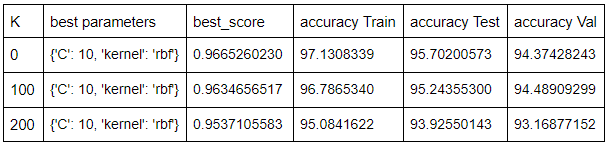 K best parameters best_score accuracy Train accuracy Test accuracy Val
0 {'C': 10, 'kernel': 'rbf'} 0.9665260230 97.1308339 95.70200573 94.37428243
100 {'C': 10, 'kernel': 'rbf'} 0.9634656517 96.7865340 95.24355300 94.48909299
200 {'C': 10, 'kernel': 'rbf'} 0.9537105583 95.0841622 93.92550143 93.16877152